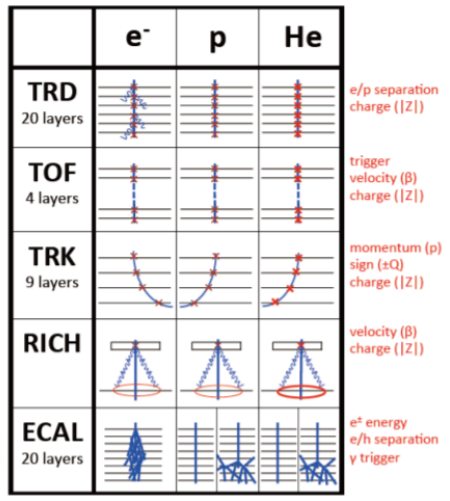 e⁻ p He
TRD
20 layers
e/p separation
charge (|Z|)
TOF
4 layers
trigger
velocity (β)
charge (|Z|)
TRK
9 layers
momentum (p)
sign (±Q)
charge (|Z|)
RICH
velocity (β)
charge (|Z|)
ECAL
20 layers
e± energy
e/h separation
γ trigger